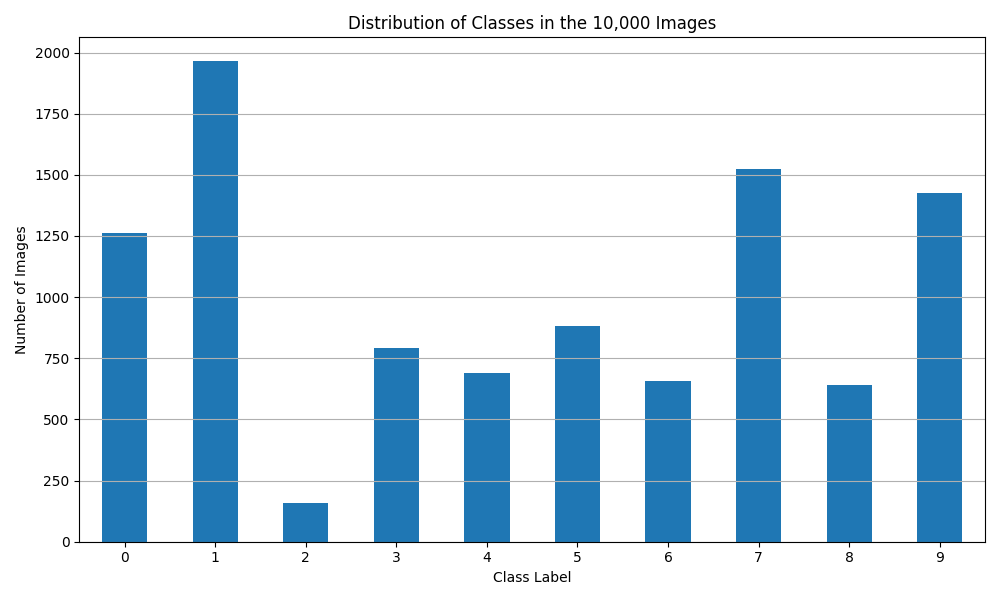 Distribution of Classes in the 10,000 Images
Number of Images
2000
1750
1500
1250
1000
750
500
250
0
0 1 2 3 4 5 6 7 8 9
Class Label